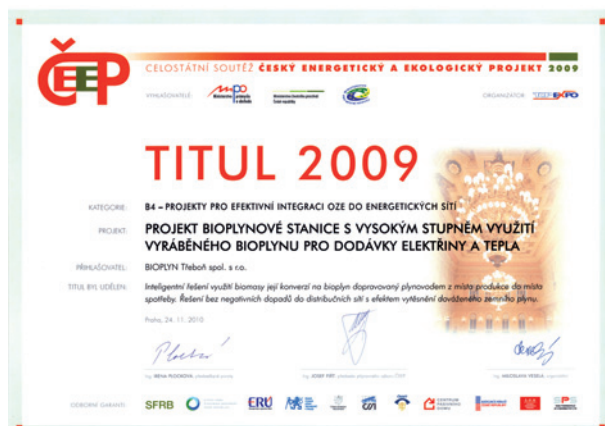 ČEEP
CELOSTÁTNÍ SOUTĚŽ ČESKÝ ENERGETICKÝ A EKOLOGICKÝ PROJEKT 2009
VYHLAŠOVATELÉ:
mpo
ORGANIZÁTOR
TOP EXPO
TITUL 2009
KATEGORIE: B4 – PROJEKTY PRO EFEKTIVNÍ INTEGRACI OZE DO ENERGETICKÝCH SÍTÍ
PROJEKT: PROJEKT BIOPLYNOVÉ STANICE S VYSOKÝM STUPNĚM VYUŽITÍ
VYRÁBĚNÉHO BIOPLYNU PRO DODÁVKY ELEKTŘINY A TEPLA
PŘIHLAŠOVATEL: BIOPLYN Třeboň spol. s r.o.
TITUL BYL UDĚLEN: Inteligentní řešení využití biomasy její konverzí na bioplyn dopravovaný plynovodem z místa produkce do místa
spotřeby. Řešení bez negativních dopadů do distribučních sítí s efektem vytěsnění dováženého zemního plynu.
Praha, 24. 11. 2010
ODBORNÍ GARANTI: SFRB ERÚ EPS